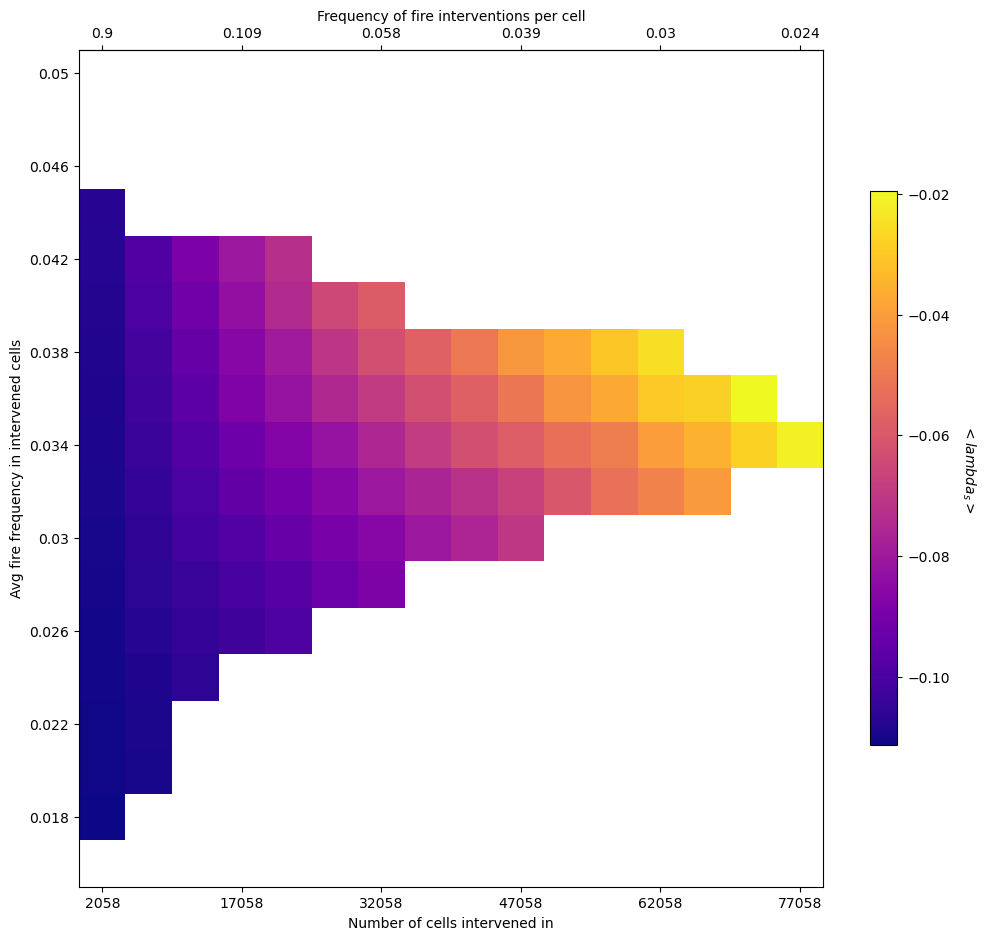 Frequency of fire interventions per cell
0.9 0.109 0.058 0.039 0.03 0.024
0.05
0.046
0.042
0.038
0.034
0.03
0.026
0.022
0.018
Avg fire frequency in intervened cells
2058 17058 32058 47058 62058 77058
Number of cells intervened in
−0.02
−0.04
−0.06
−0.08
−0.10
< lambda_s >